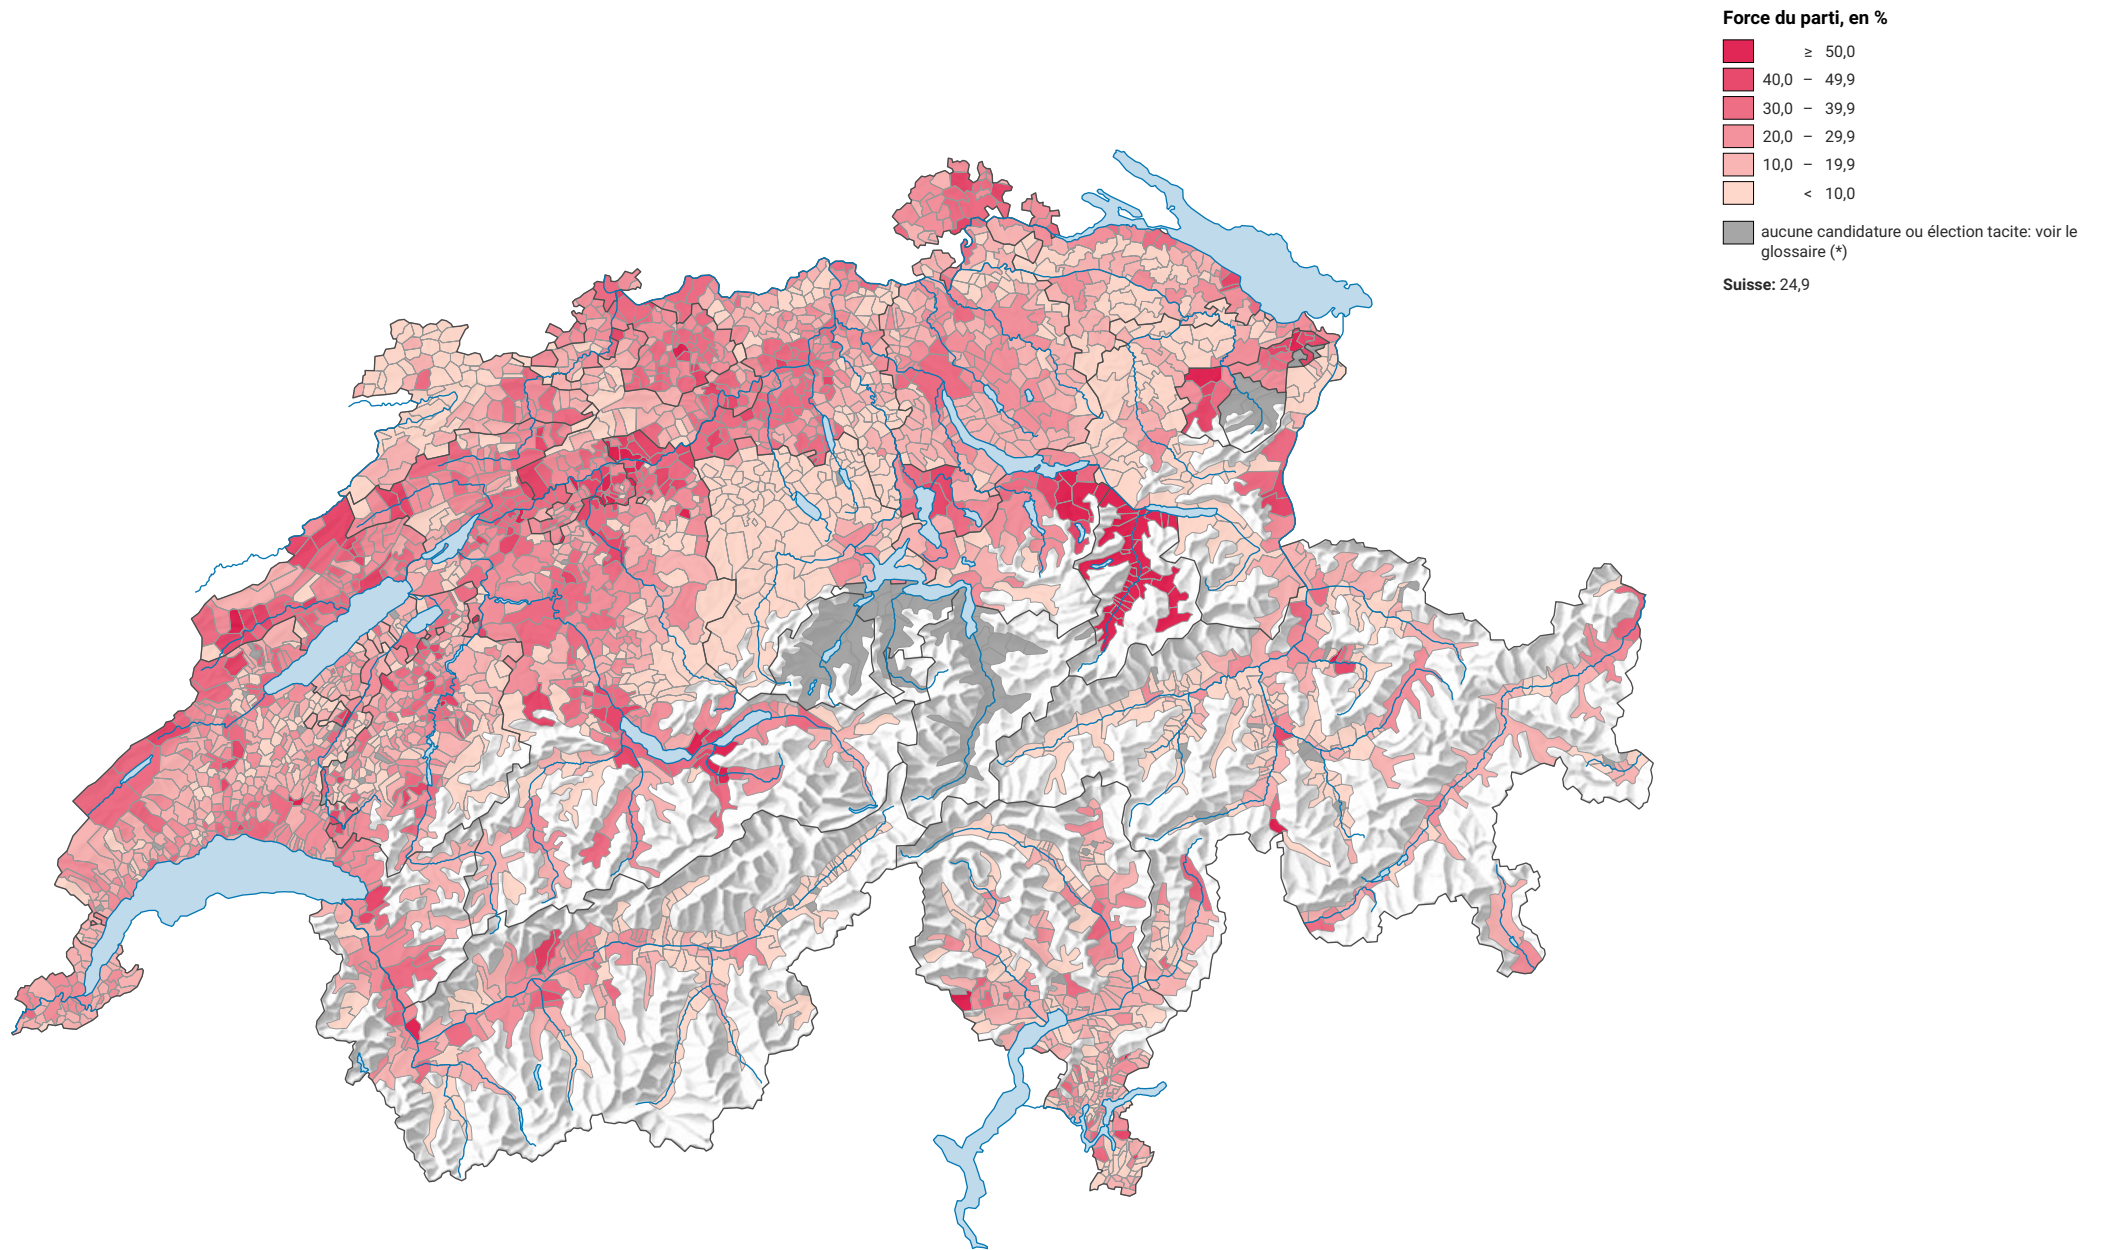 Force du parti, en %
≥ 50,0
40,0 – 49,9
30,0 – 39,9
20,0 – 29,9
10,0 – 19,9
< 10,0
aucune candidature ou élection tacite: voir le
glossaire (*)
Suisse: 24,9